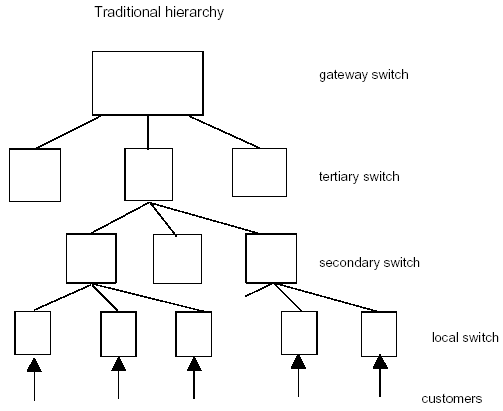 Traditional hierarchy
gateway switch
tertiary switch
secondary switch
local switch
customers